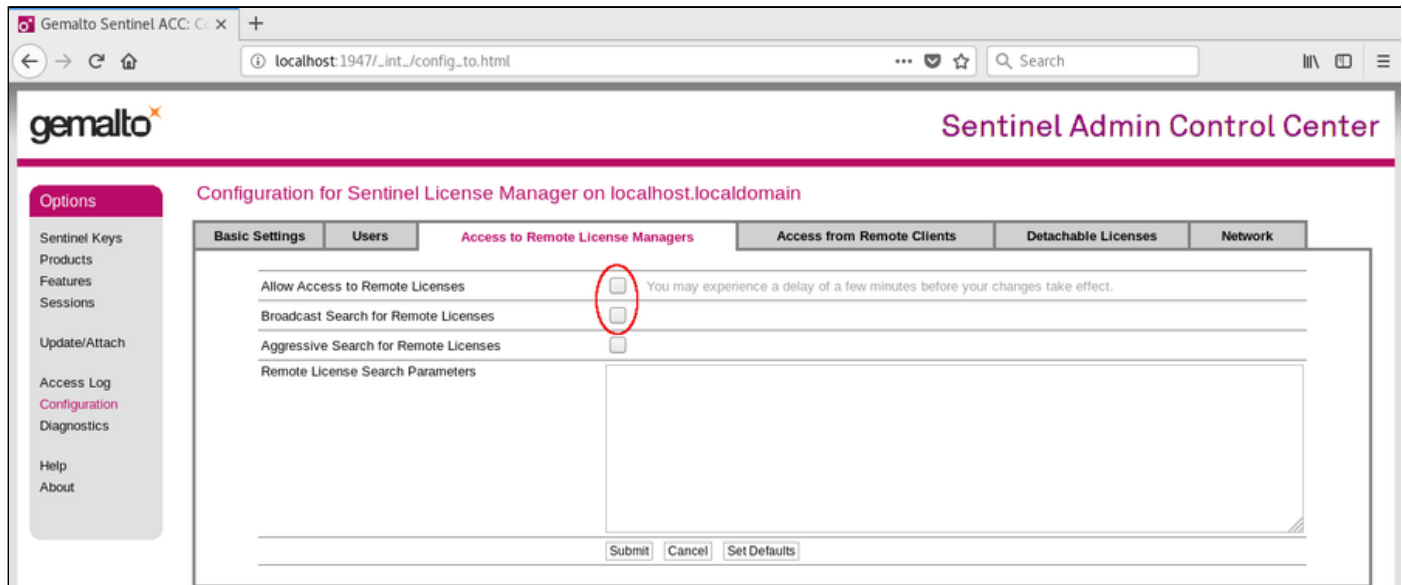 Gemalto Sentinel ACC: Co
localhost:1947/_int_/config_to.html
Search
gemalto
Sentinel Admin Control Center
Options
Sentinel Keys
Products
Features
Sessions
Update/Attach
Access Log
Configuration
Diagnostics
Help
About
Configuration for Sentinel License Manager on localhost.localdomain
Basic Settings Users Access to Remote License Managers Access from Remote Clients Detachable Licenses Network
Allow Access to Remote Licenses You may experience a delay of a few minutes before your changes take effect.
Broadcast Search for Remote Licenses
Aggressive Search for Remote Licenses
Remote License Search Parameters
Submit Cancel Set Defaults